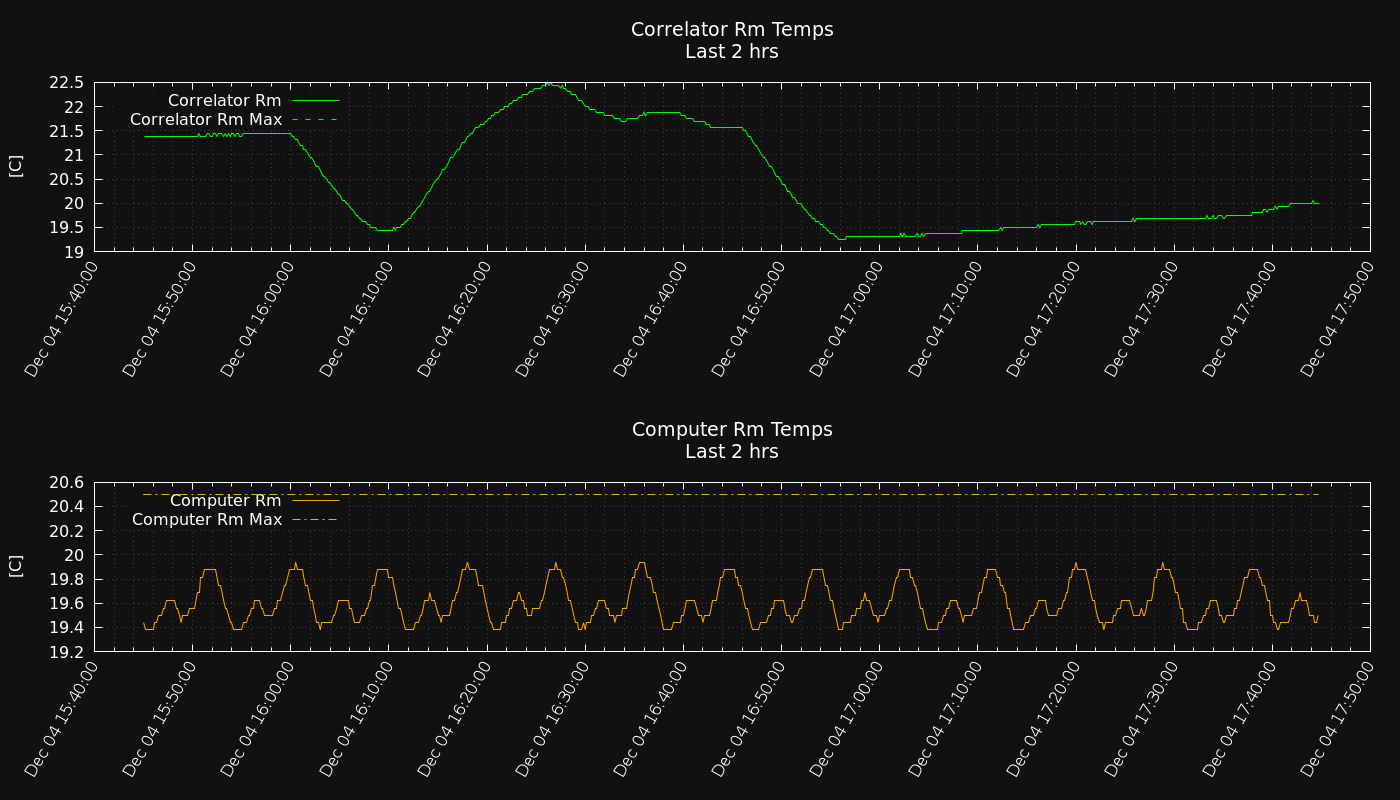 Correlator Rm Temps
Last 2 hrs
22.5
22
21.5
21
20.5
20
19.5
19
[C]
Correlator Rm
Correlator Rm Max
Dec 04 15:40:00
Dec 04 15:50:00
Dec 04 16:00:00
Dec 04 16:10:00
Dec 04 16:20:00
Dec 04 16:30:00
Dec 04 16:40:00
Dec 04 16:50:00
Dec 04 17:00:00
Dec 04 17:10:00
Dec 04 17:20:00
Dec 04 17:30:00
Dec 04 17:40:00
Dec 04 17:50:00
Computer Rm Temps
Last 2 hrs
20.6
20.4
20.2
20
19.8
19.6
19.4
19.2
[C]
Computer Rm
Computer Rm Max
Dec 04 15:40:00
Dec 04 15:50:00
Dec 04 16:00:00
Dec 04 16:10:00
Dec 04 16:20:00
Dec 04 16:30:00
Dec 04 16:40:00
Dec 04 16:50:00
Dec 04 17:00:00
Dec 04 17:10:00
Dec 04 17:20:00
Dec 04 17:30:00
Dec 04 17:40:00
Dec 04 17:50:00